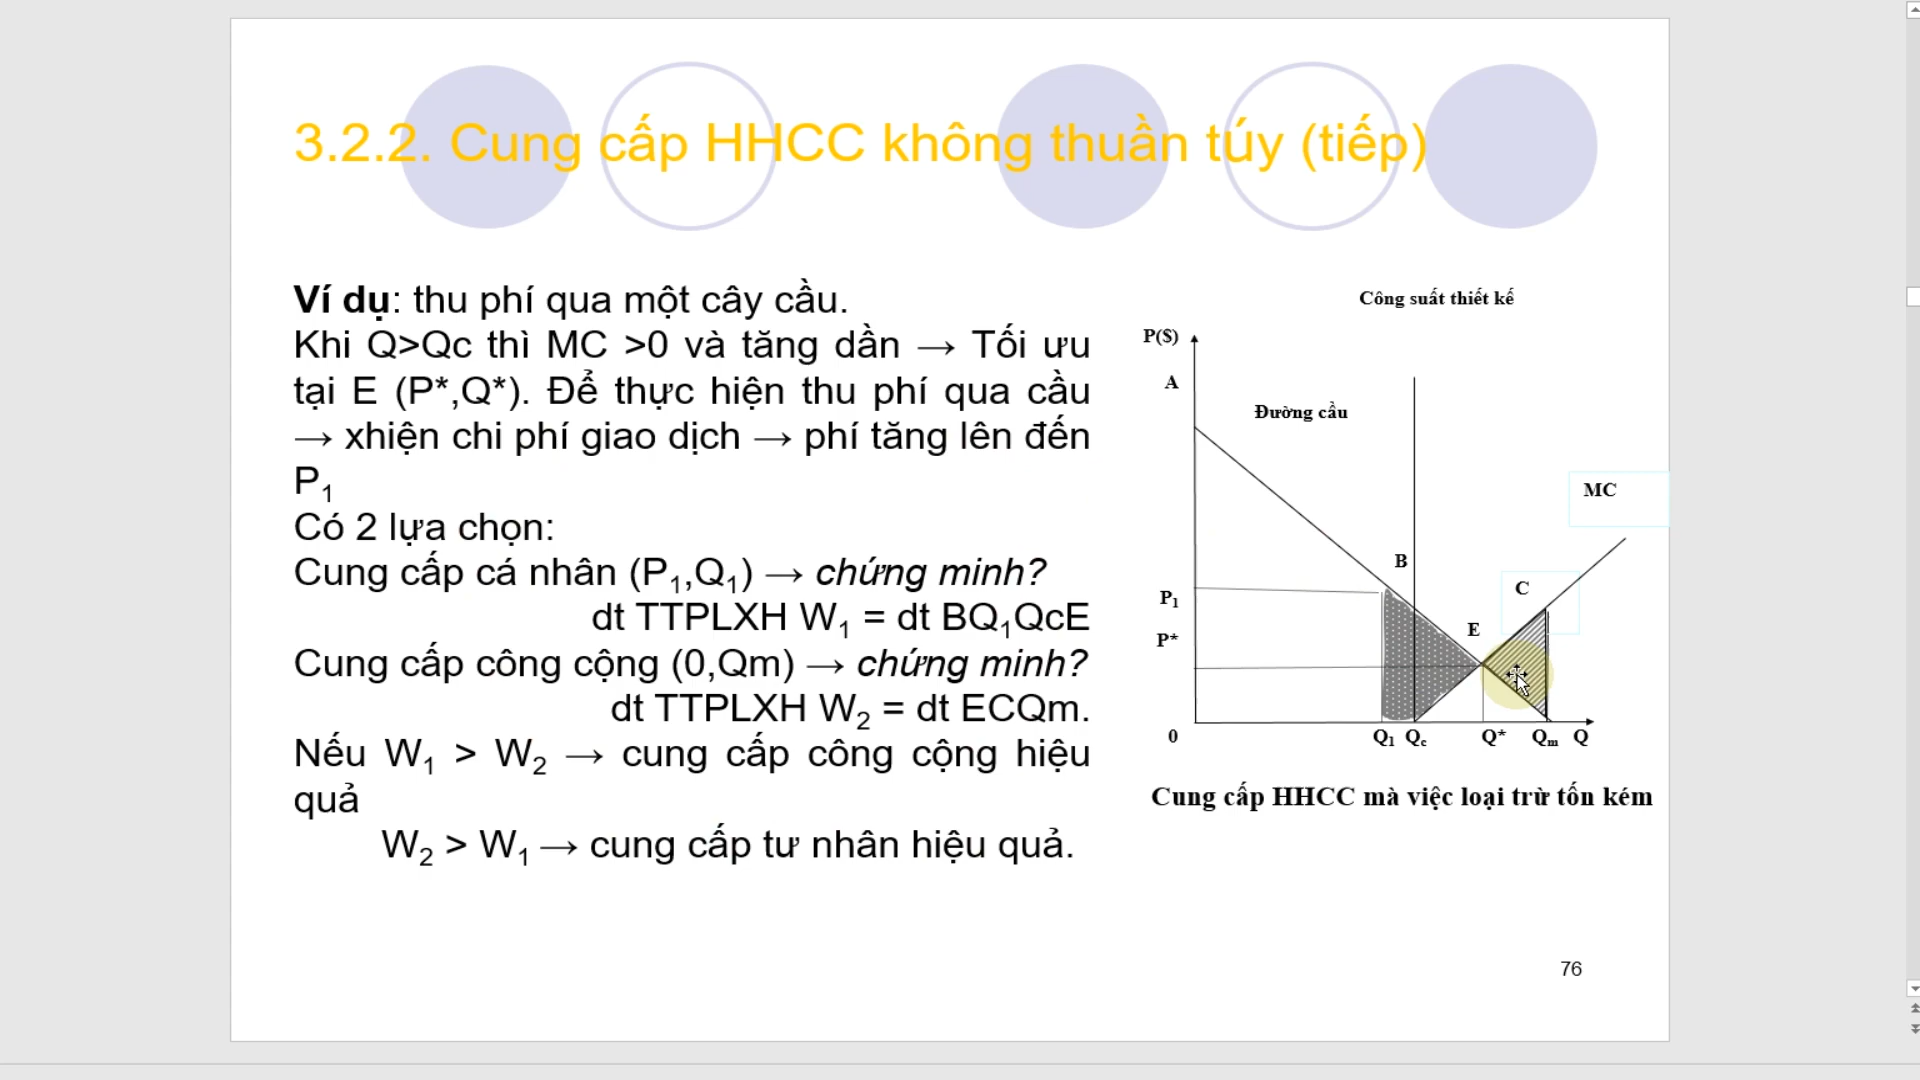 3.2.2. Cung cấp HHCC không thuần túy (tiếp)
Ví dụ: thu phí qua một cây cầu.
Khi Q>Qc thì MC >0 và tăng dần → Tối ưu
tại E (P*,Q*). Để thực hiện thu phí qua cầu
→ xhiện chi phí giao dịch → phí tăng lên đến
P₁
Có 2 lựa chọn:
Cung cấp cá nhân (P₁,Q₁) → chứng minh?
dt TTPLXH W₁ = dt BQ₁QcE
Cung cấp công cộng (0,Qm) → chứng minh?
dt TTPLXH W₂ = dt ECQm.
Nếu W₁ > W₂ → cung cấp công cộng hiệu
quả
W₂ > W₁ → cung cấp tư nhân hiệu quả.
Công suất thiết kế
P($)
A
Đường cầu
MC
B
C
P₁
E
P*
0 Q₁ Qc Q* Qm Q
Cung cấp HHCC mà việc loại trừ tốn kém
76